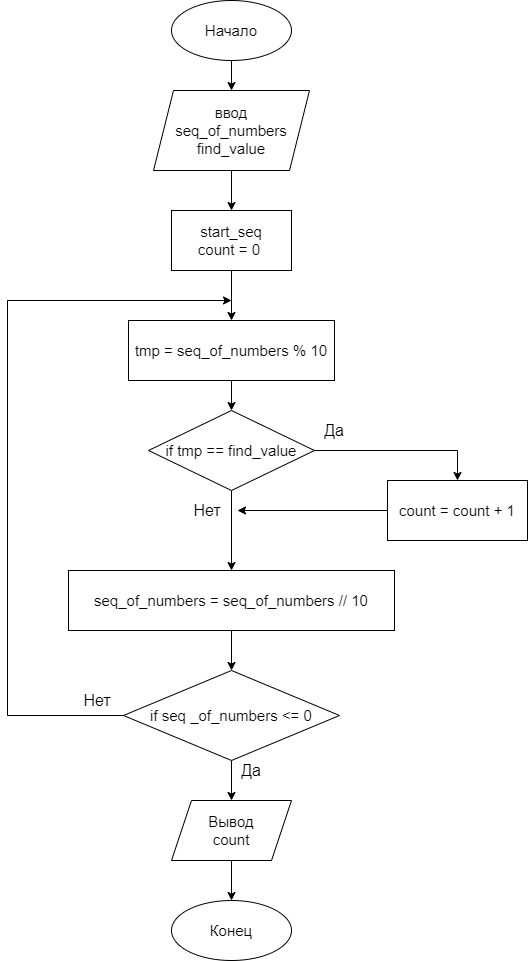 Начало
ввод
seq_of_numbers
find_value
start_seq
count = 0
tmp = seq_of_numbers % 10
if tmp == find_value
Да
Нет
count = count + 1
seq_of_numbers = seq_of_numbers // 10
Нет
if seq _of_numbers <= 0
Да
Вывод
count
Конец